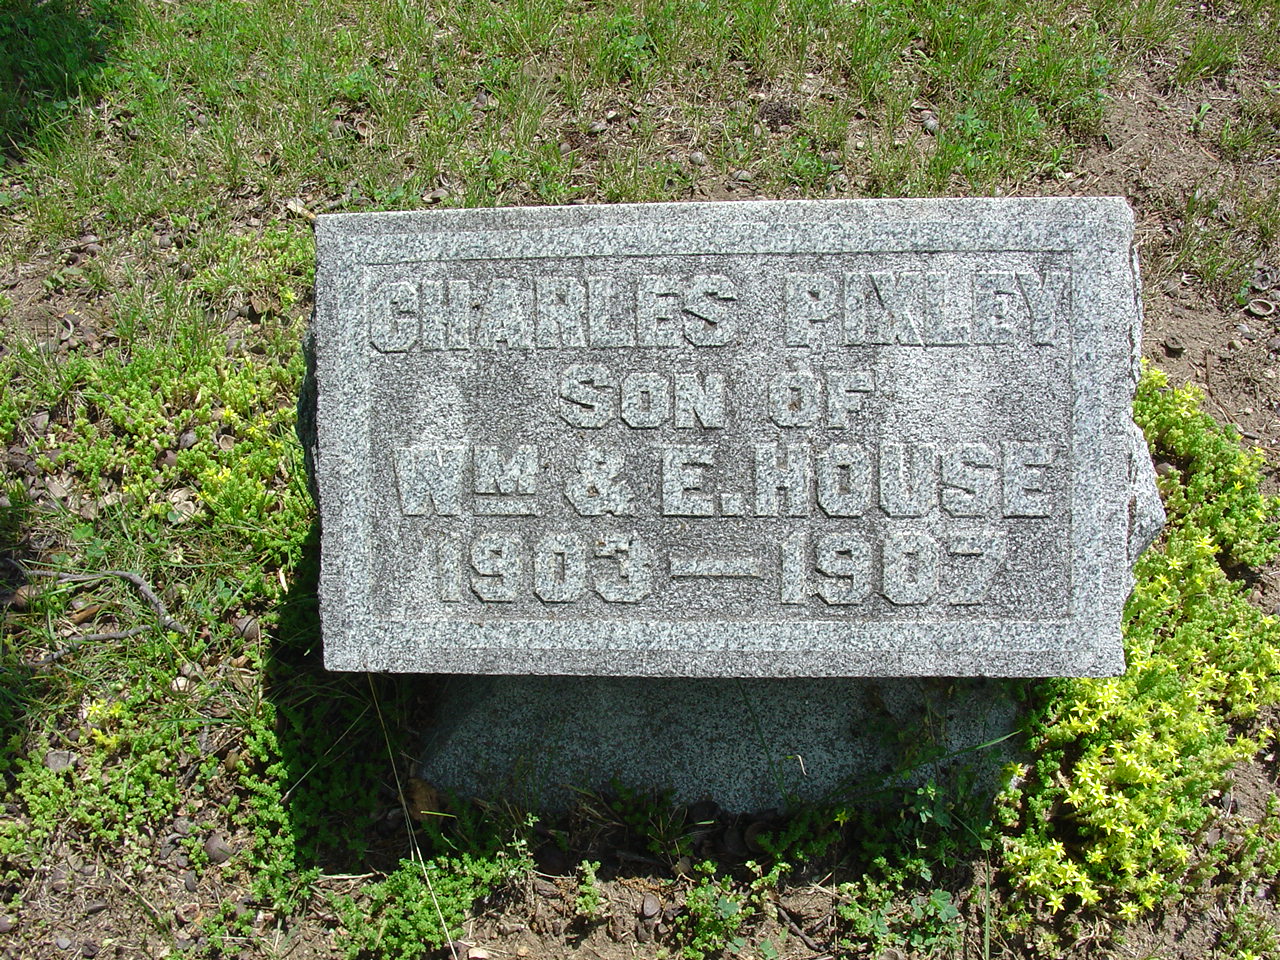 CHARLES PIXLEY
SON OF
WM & E. HOUSE
1903 — 1907